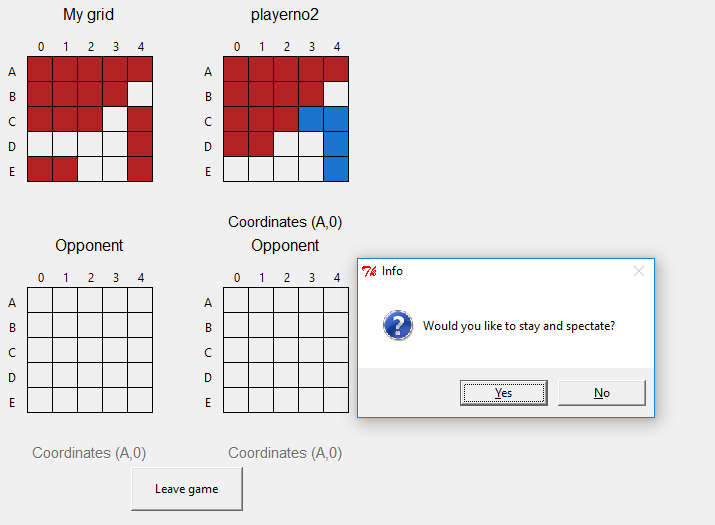 My grid playerno2
0 1 2 3 4 0 1 2 3 4
A A
B B
C C
D D
E E
Coordinates (A,0)
Opponent Opponent
0 1 2 3 4 0 1 2 3 4
A A
B B
C C
D D
E E
Coordinates (A,0) Coordinates (A,0)
Leave game
Info
Would you like to stay and spectate?
Yes No